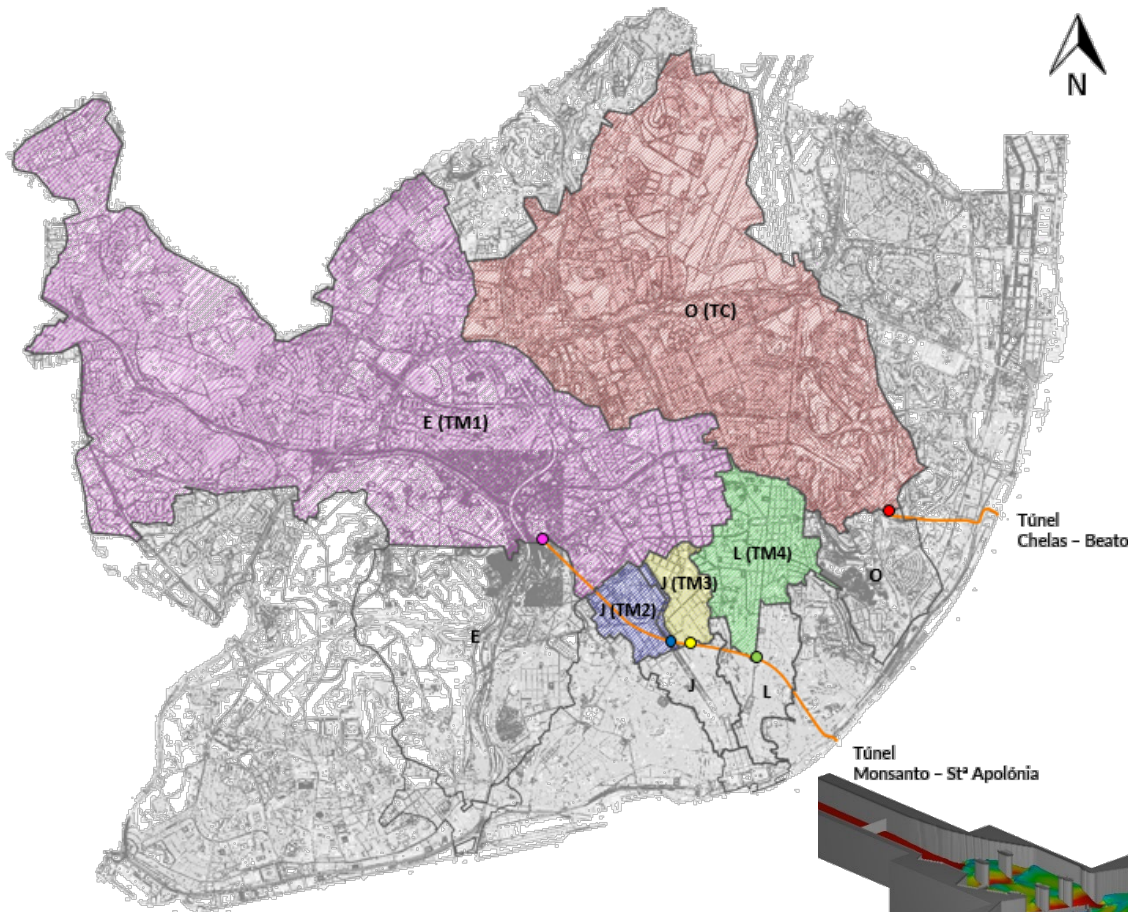 N
O (TC)
E (TM1)
Túnel
Chelas – Beato
L (TM4)
O
J (TM3)
J (TM2)
E
J
L
Túnel
Monsanto – Stª Apolónia